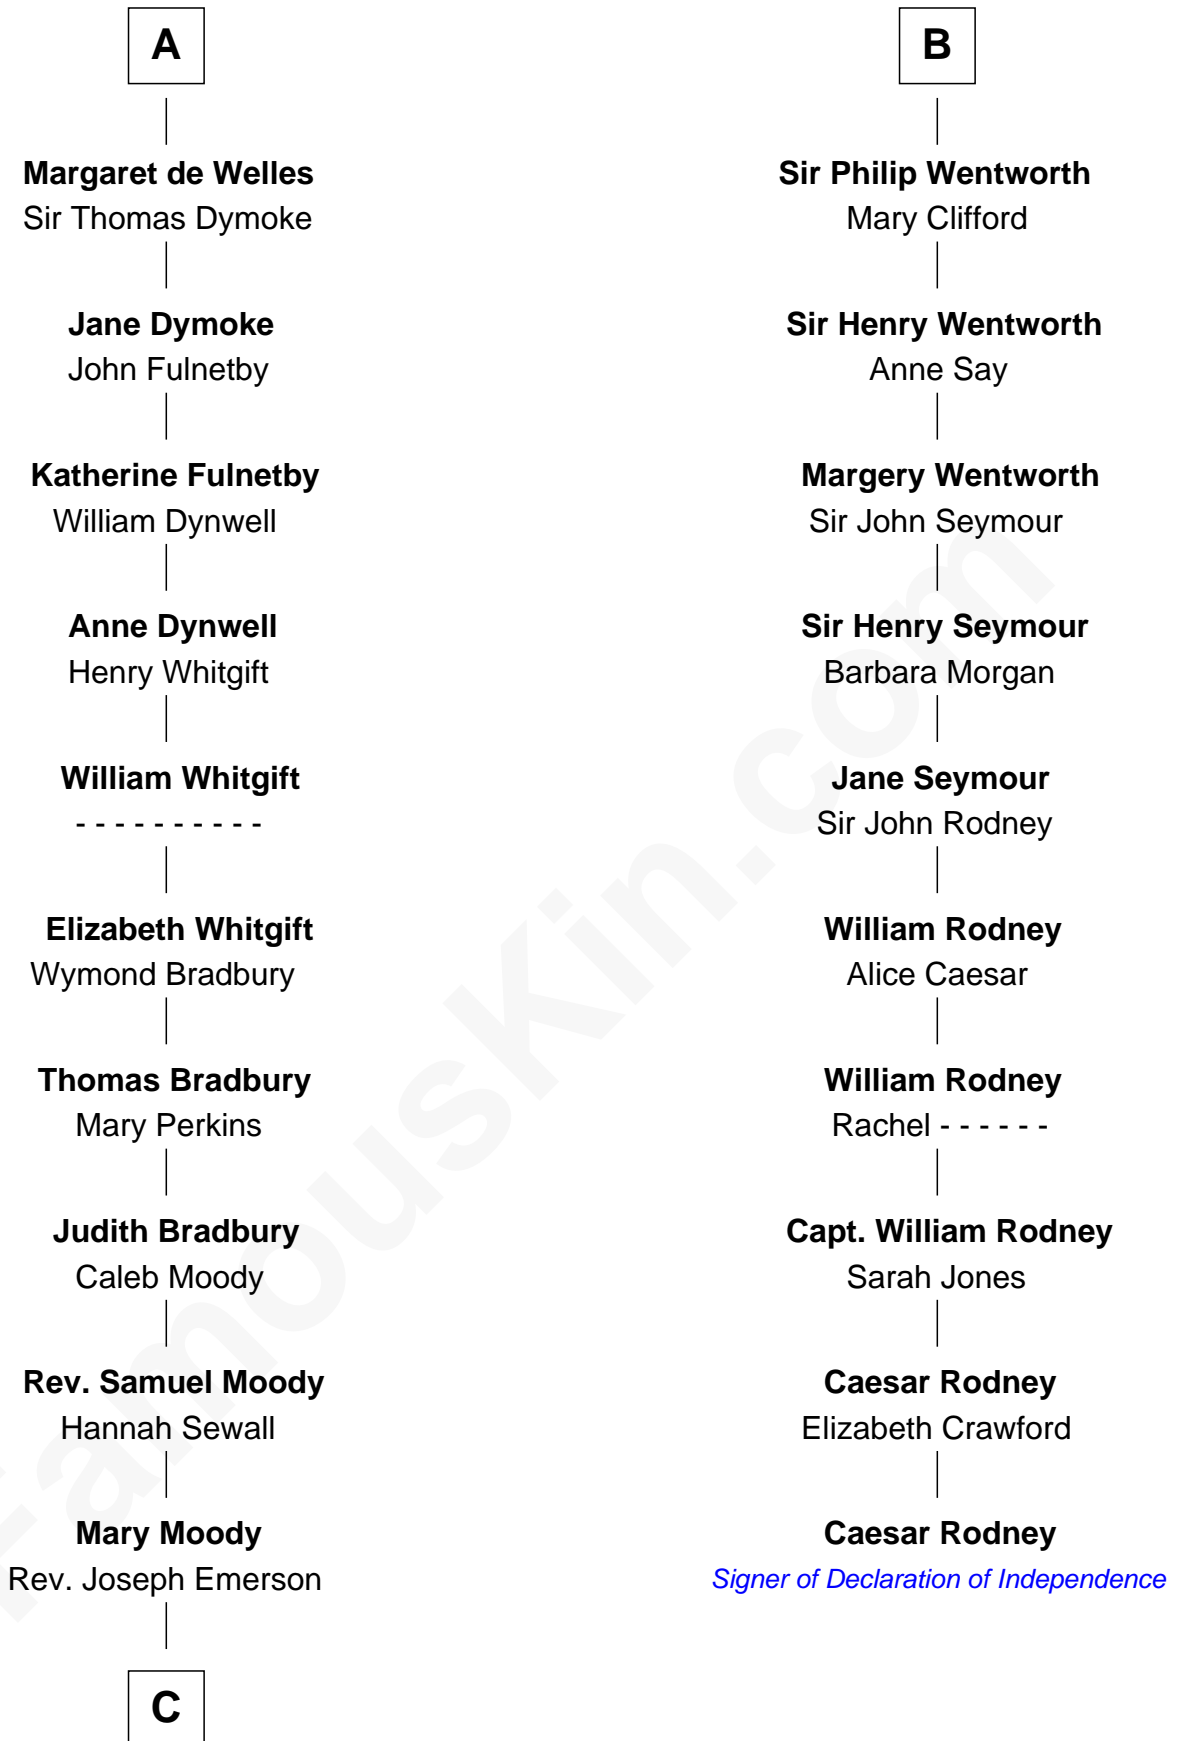 A
Margaret de Welles
Sir Thomas Dymoke
Jane Dymoke
John Fulnetby
Katherine Fulnetby
William Dynwell
Anne Dynwell
Henry Whitgift
William Whitgift
- - - - - - - - - -
Elizabeth Whitgift
Wymond Bradbury
Thomas Bradbury
Mary Perkins
Judith Bradbury
Caleb Moody
Rev. Samuel Moody
Hannah Sewall
Mary Moody
Rev. Joseph Emerson
C
B
Sir Philip Wentworth
Mary Clifford
Sir Henry Wentworth
Anne Say
Margery Wentworth
Sir John Seymour
Sir Henry Seymour
Barbara Morgan
Jane Seymour
Sir John Rodney
William Rodney
Alice Caesar
William Rodney
Rachel - - - - - -
Capt. William Rodney
Sarah Jones
Caesar Rodney
Elizabeth Crawford
Caesar Rodney
Signer of Declaration of Independence
FamousKin.com